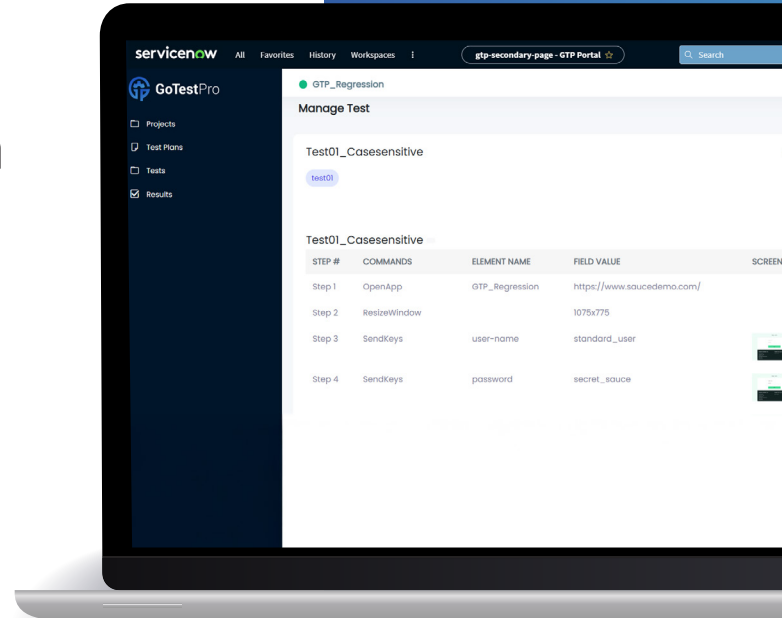 servicenow All Favorites History Workspaces gtp-secondary-page - GTP Portal Search
GoTestPro
Projects
Test Plans
Tests
Results
GTP_Regression
Manage Test
Test01_Casesensitive
test01
Test01_Casesensitive
STEP # COMMANDS ELEMENT NAME FIELD VALUE SCREEN
Step 1 OpenApp GTP_Regression https://www.saucedemo.com/
Step 2 ResizeWindow 1075x775
Step 3 SendKeys user-name standard_user
Step 4 SendKeys password secret_sauce